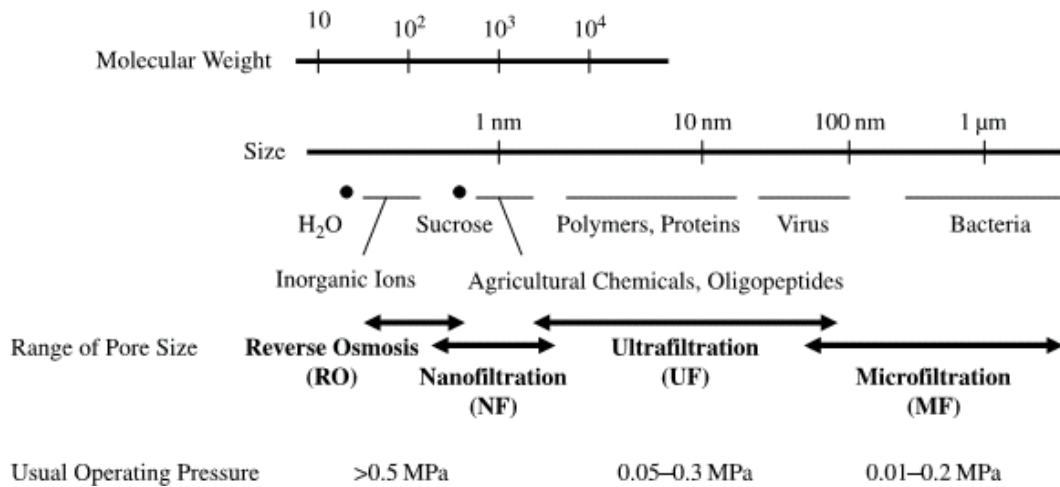 10 10² 10³ 10⁴
Molecular Weight
1 nm 10 nm 100 nm 1 μm
Size
H₂O Sucrose Polymers, Proteins Virus Bacteria
Inorganic Ions Agricultural Chemicals, Oligopeptides
Range of Pore Size Reverse Osmosis Ultrafiltration
(RO) Nanofiltration (UF) Microfiltration
(NF) (MF)
Usual Operating Pressure >0.5 MPa 0.05–0.3 MPa 0.01–0.2 MPa